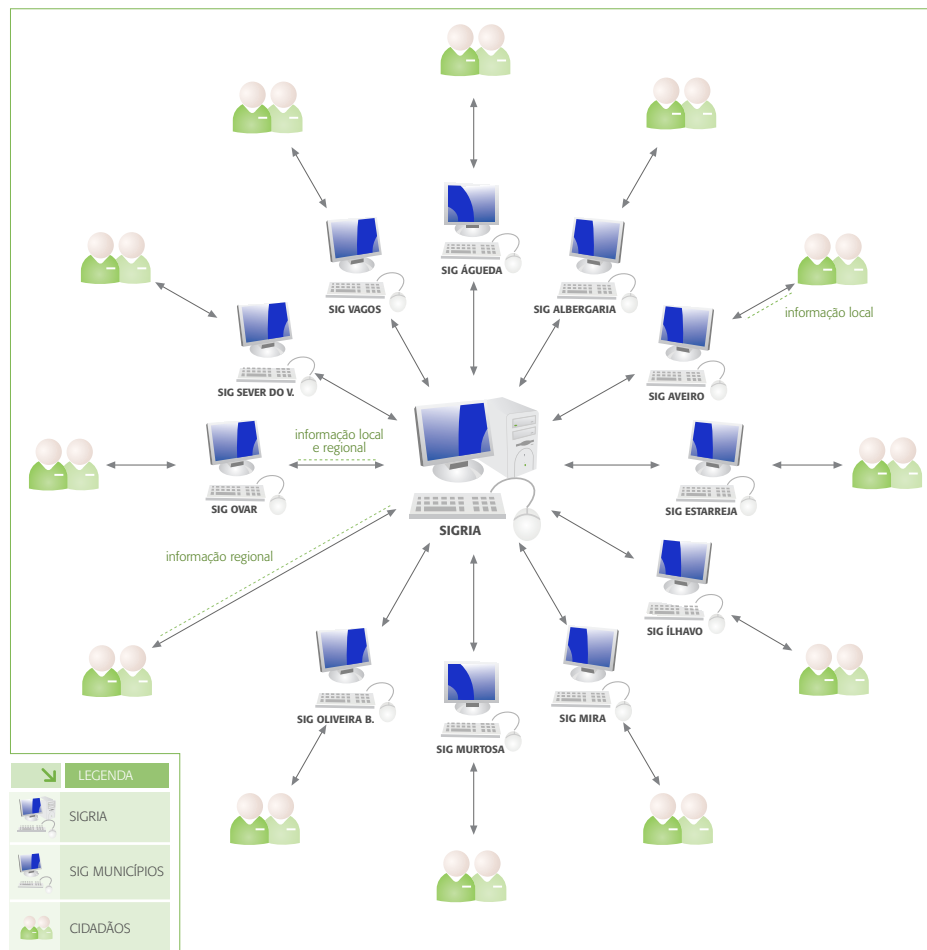 SIG ÁGUEDA
SIG VAGOS
SIG ALBERGARIA
informação local
SIG SEVER DO V.
SIG AVEIRO
informação local
e regional
SIG OVAR
SIG ESTARREJA
SIGRIA
informação regional
SIG ÍLHAVO
SIG OLIVEIRA B.
SIG MIRA
SIG MURTOSA
LEGENDA
SIGRIA
SIG MUNICÍPIOS
CIDADÃOS